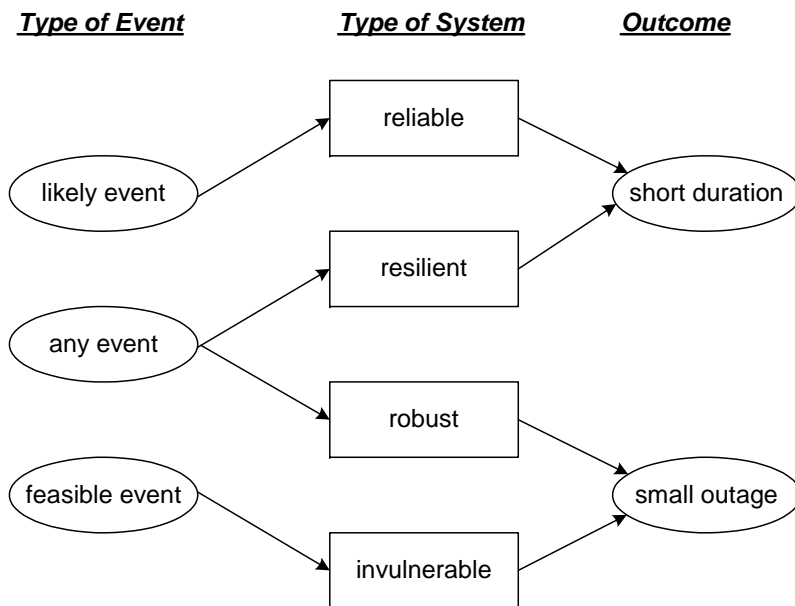 Type of Event Type of System Outcome
reliable
likely event short duration
resilient
any event
robust
feasible event small outage
invulnerable